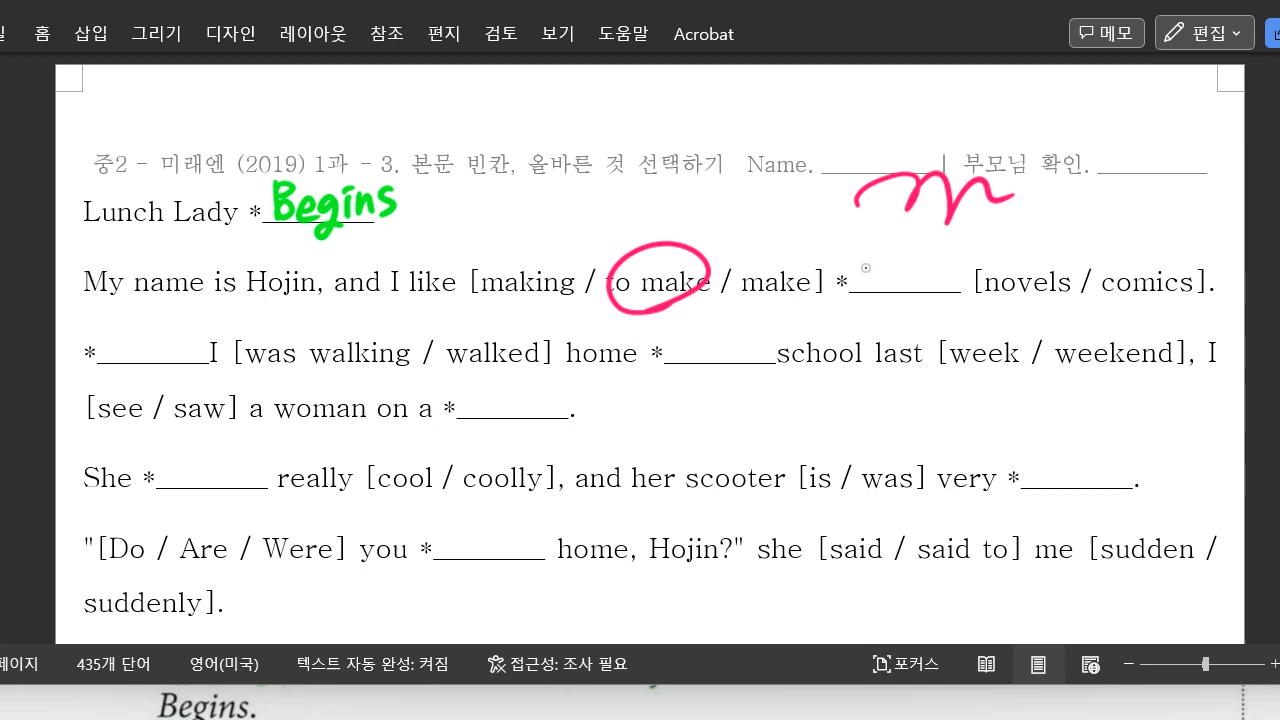 홈 삽입 그리기 디자인 레이아웃 참조 편지 검토 보기 도움말 Acrobat 메모 편집
중2 - 미래엔 (2019) 1과 - 3. 본문 빈칸, 올바른 것 선택하기 Name. __________| 부모님 확인. __________
Lunch Lady *Begins
My name is Hojin, and I like [making / to make / make] *________ [novels / comics].
*________I [was walking / walked] home *________school last [week / weekend], I
[see / saw] a woman on a *________.
She *________ really [cool / coolly], and her scooter [is / was] very *________.
"[Do / Are / Were] you *________ home, Hojin?" she [said / said to] me [sudden /
suddenly].
페이지 435개 단어 영어(미국) 텍스트 자동 완성: 켜짐 접근성: 조사 필요 포커스
Begins.